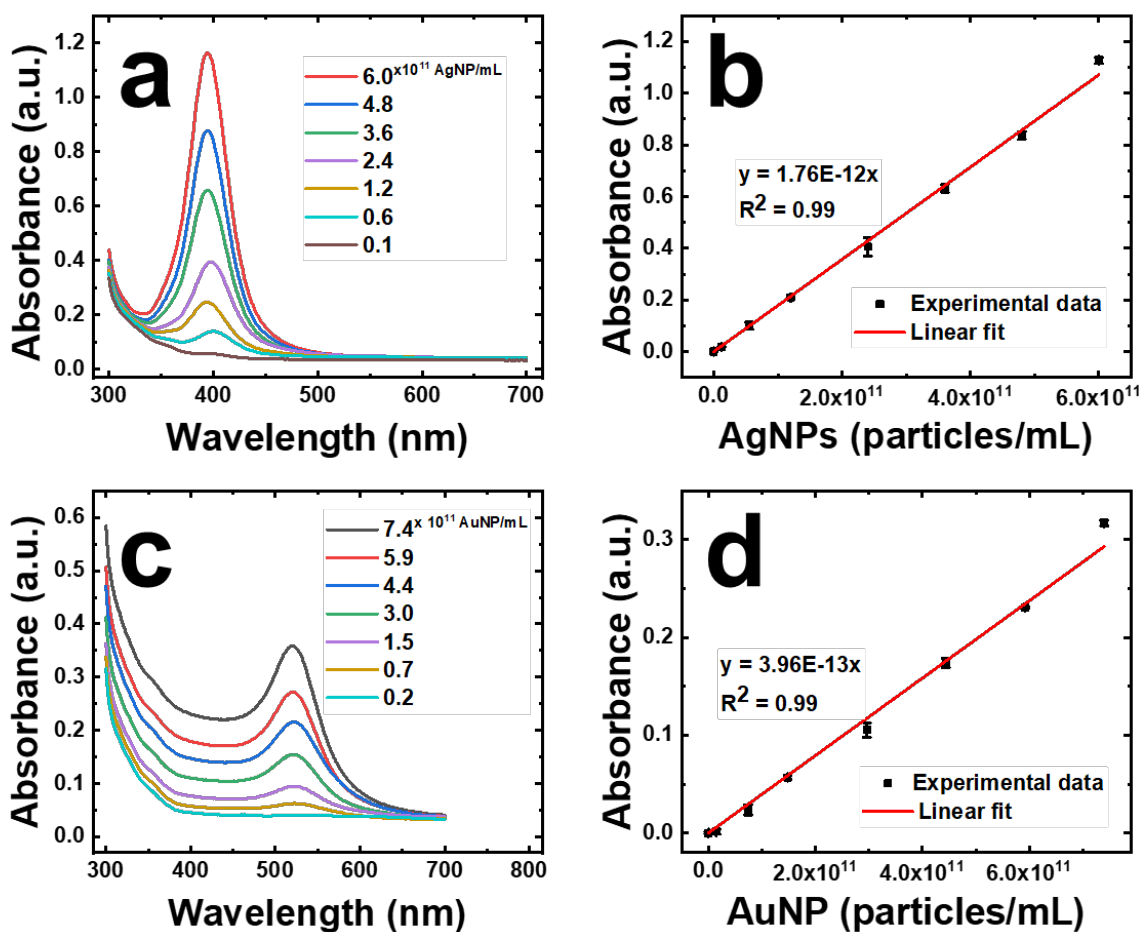 a
Absorbance (a.u.)
1.2
1.0
0.8
0.6
0.4
0.2
0.0
6.0x10¹¹ AgNP/mL
4.8
3.6
2.4
1.2
0.6
0.1
300 400 500 600 700
Wavelength (nm)
b
Absorbance (a.u.)
1.2
1.0
0.8
0.6
0.4
0.2
0.0
y = 1.76E-12x
R² = 0.99
Experimental data
Linear fit
0.0 2.0x10¹¹ 4.0x10¹¹ 6.0x10¹¹
AgNPs (particles/mL)
c
Absorbance (a.u.)
0.6
0.5
0.4
0.3
0.2
0.1
0.0
7.4x 10¹¹ AuNP/mL
5.9
4.4
3.0
1.5
0.7
0.2
300 400 500 600 700 800
Wavelength (nm)
d
Absorbance (a.u.)
0.3
0.2
0.1
0.0
y = 3.96E-13x
R² = 0.99
Experimental data
Linear fit
0.0 2.0x10¹¹ 4.0x10¹¹ 6.0x10¹¹
AuNP (particles/mL)